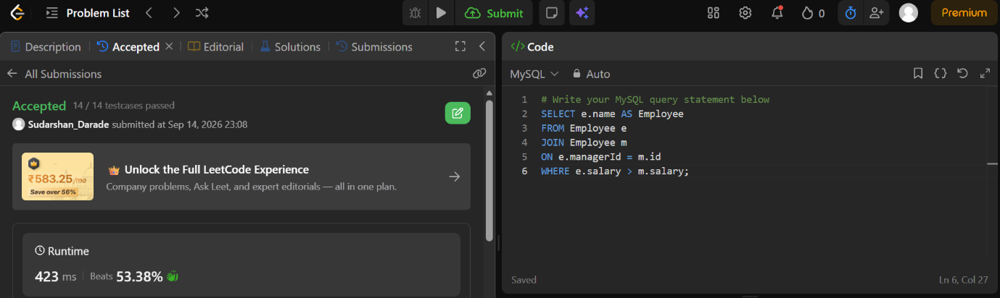 Problem List
Submit
0
Premium
Description
Accepted
Editorial
Solutions
Submissions
All Submissions
Accepted 14 / 14 testcases passed
Sudarshan_Darade submitted at Sep 14, 2026 23:08
₹583.25/mo
Save over 56%
Unlock the Full LeetCode Experience
Company problems, Ask Leet, and expert editorials — all in one plan.
Runtime
423 ms Beats 53.38%
</> Code
MySQL Auto
1 # Write your MySQL query statement below
2 SELECT e.name AS Employee
3 FROM Employee e
4 JOIN Employee m
5 ON e.managerId = m.id
6 WHERE e.salary > m.salary;
Saved
Ln 6, Col 27